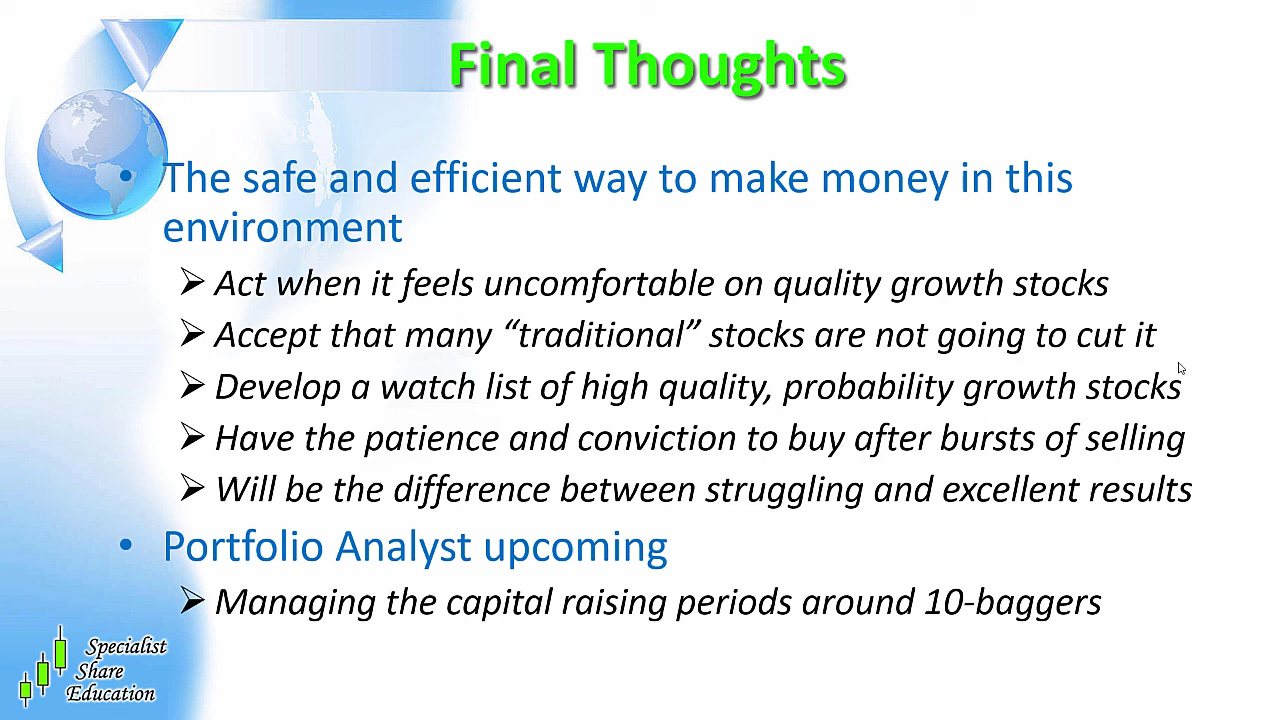 Final Thoughts
• The safe and efficient way to make money in this
environment
➢ Act when it feels uncomfortable on quality growth stocks
➢ Accept that many “traditional” stocks are not going to cut it
➢ Develop a watch list of high quality, probability growth stocks
➢ Have the patience and conviction to buy after bursts of selling
➢ Will be the difference between struggling and excellent results
• Portfolio Analyst upcoming
➢ Managing the capital raising periods around 10-baggers
Specialist
Share
Education